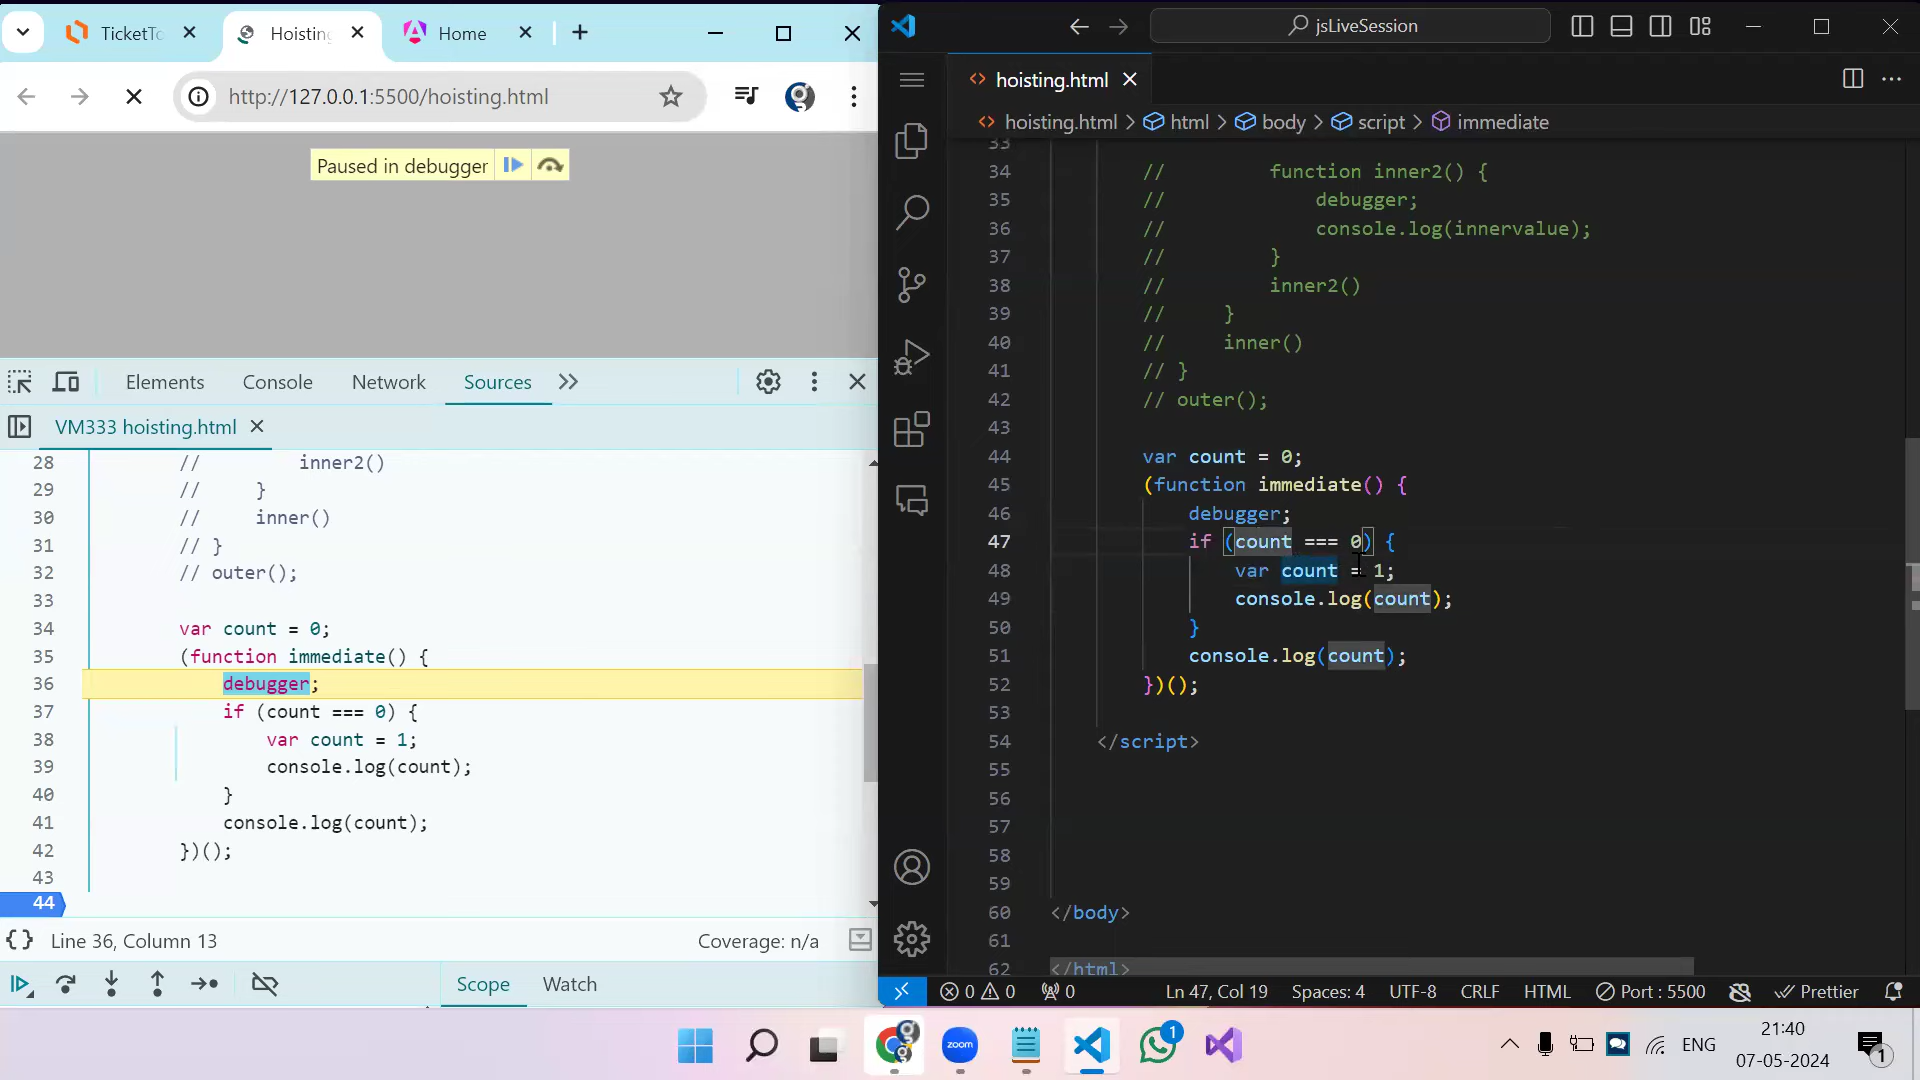 TicketTo
Hoisting
Home
http://127.0.0.1:5500/hoisting.html
Paused in debugger
Elements
Console
Network
Sources
VM333 hoisting.html
28 // inner2()
29 // }
30 // inner()
31 // }
32 // outer();
33
34 var count = 0;
35 (function immediate() {
36 debugger;
37 if (count === 0) {
38 var count = 1;
39 console.log(count);
40 }
41 console.log(count);
42 })();
43
44
{} Line 36, Column 13
Coverage: n/a
Scope
Watch
jsLiveSession
hoisting.html
hoisting.html > html > body > script > immediate
33
34 // function inner2() {
35 // debugger;
36 // console.log(innervalue);
37 // }
38 // inner2()
39 // }
40 // inner()
41 // }
42 // outer();
43
44 var count = 0;
45 (function immediate() {
46 debugger;
47 if (count === 0) {
48 var count = 1;
49 console.log(count);
50 }
51 console.log(count);
52 })();
53
54 </script>
55
56
57
58
59
60 </body>
61
62 </html>
0 0 0
Ln 47, Col 19
Spaces: 4
UTF-8
CRLF
HTML
Port : 5500
Prettier
zoom
1
ENG
21:40
07-05-2024
1